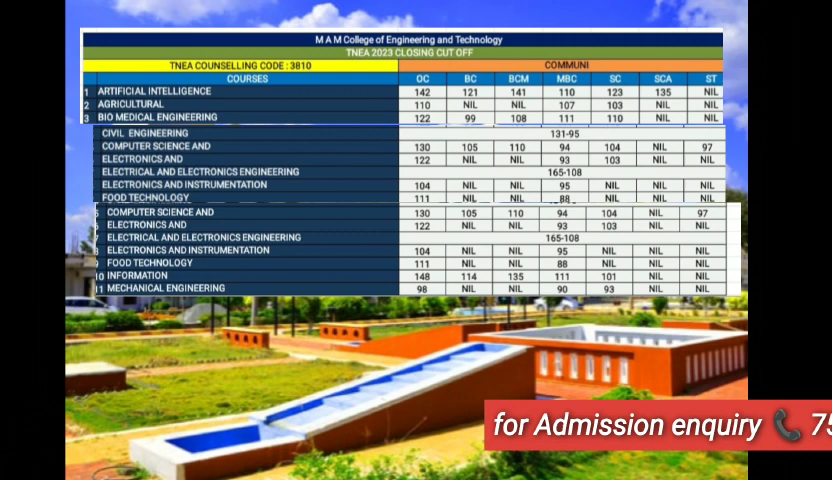 M A M College of Engineering and Technology
TNEA 2023 CLOSING CUT OFF
TNEA COUNSELLING CODE : 3810 COMMUNI
COURSES OC BC BCM MBC SC SCA ST
1 ARTIFICIAL INTELLIGENCE 142 121 141 110 123 135 NIL
2 AGRICULTURAL 110 NIL NIL 107 103 NIL NIL
3 BIO MEDICAL ENGINEERING 122 99 108 111 110 NIL NIL
CIVIL ENGINEERING 131-95
COMPUTER SCIENCE AND 130 105 110 94 104 NIL 97
ELECTRONICS AND 122 NIL NIL 93 103 NIL NIL
ELECTRICAL AND ELECTRONICS ENGINEERING 165-108
ELECTRONICS AND INSTRUMENTATION 104 NIL NIL 95 NIL NIL NIL
FOOD TECHNOLOGY 111 NIL NIL 88 NIL NIL NIL
COMPUTER SCIENCE AND 130 105 110 94 104 NIL 97
ELECTRONICS AND 122 NIL NIL 93 103 NIL NIL
ELECTRICAL AND ELECTRONICS ENGINEERING 165-108
ELECTRONICS AND INSTRUMENTATION 104 NIL NIL 95 NIL NIL NIL
FOOD TECHNOLOGY 111 NIL NIL 88 NIL NIL NIL
10 INFORMATION 148 114 135 111 101 NIL NIL
11 MECHANICAL ENGINEERING 98 NIL NIL 90 93 NIL NIL
for Admission enquiry 📞 75